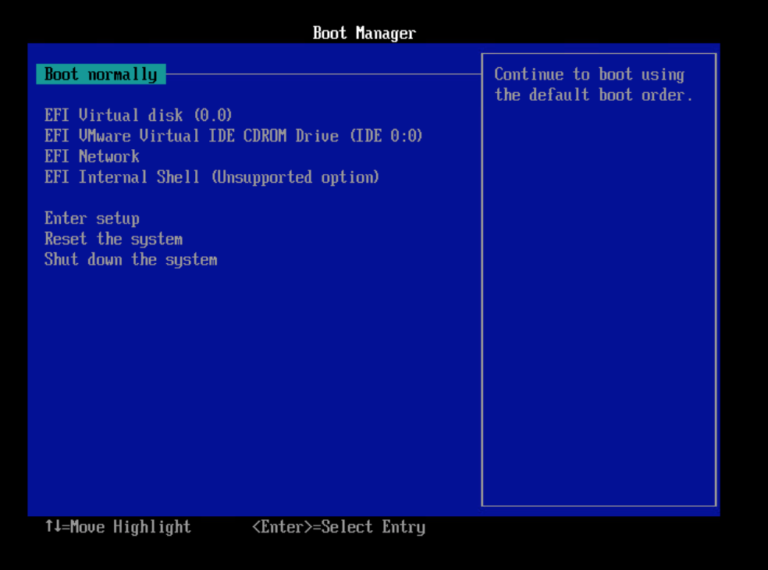 Boot Manager
Boot normally
Continue to boot using
the default boot order.
EFI Virtual disk (0.0)
EFI VMware Virtual IDE CDROM Drive (IDE 0:0)
EFI Network
EFI Internal Shell (Unsupported option)
Enter setup
Reset the system
Shut down the system
↑↓=Move Highlight
<Enter>=Select Entry